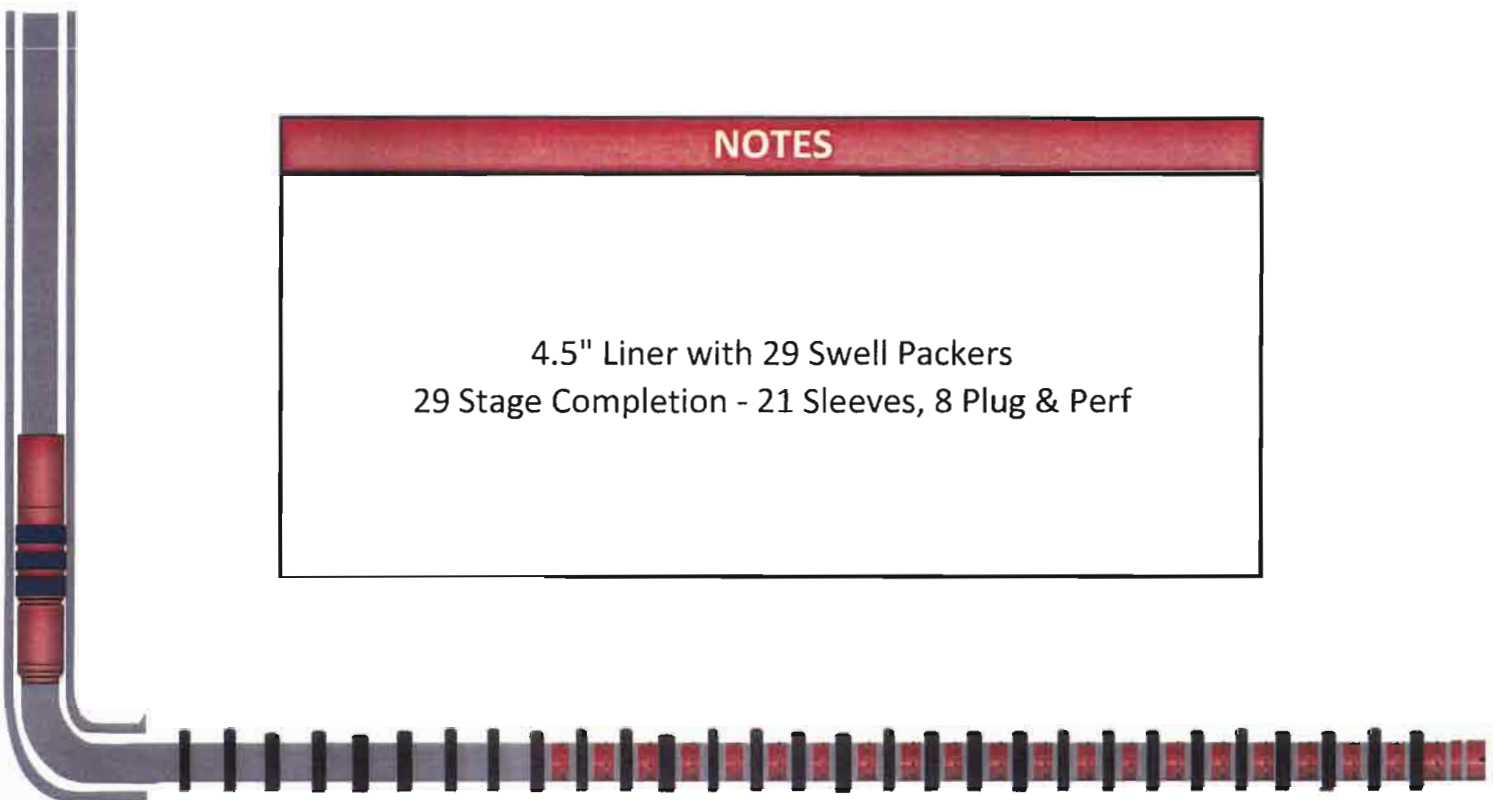 NOTES
4.5" Liner with 29 Swell Packers
29 Stage Completion - 21 Sleeves, 8 Plug & Perf